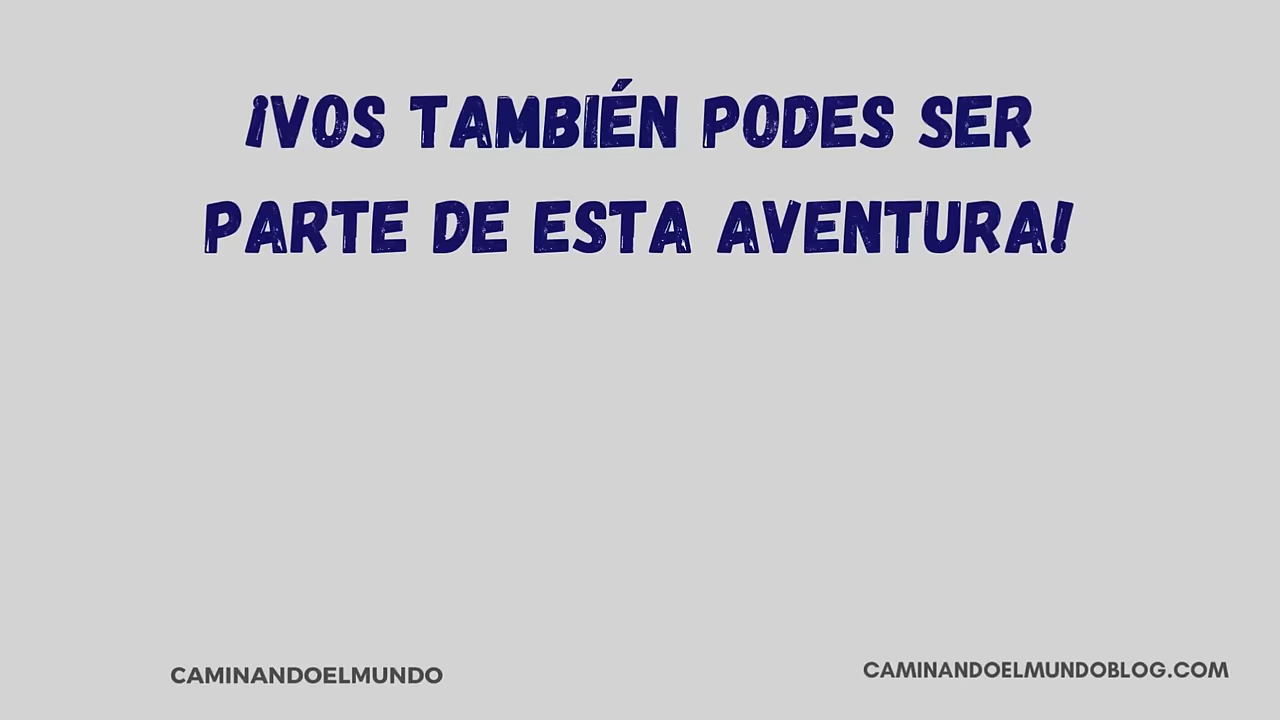 ¡VOS TAMBIÉN PODES SER
PARTE DE ESTA AVENTURA!
CAMINANDOELMUNDO
CAMINANDOELMUNDOBLOG.COM